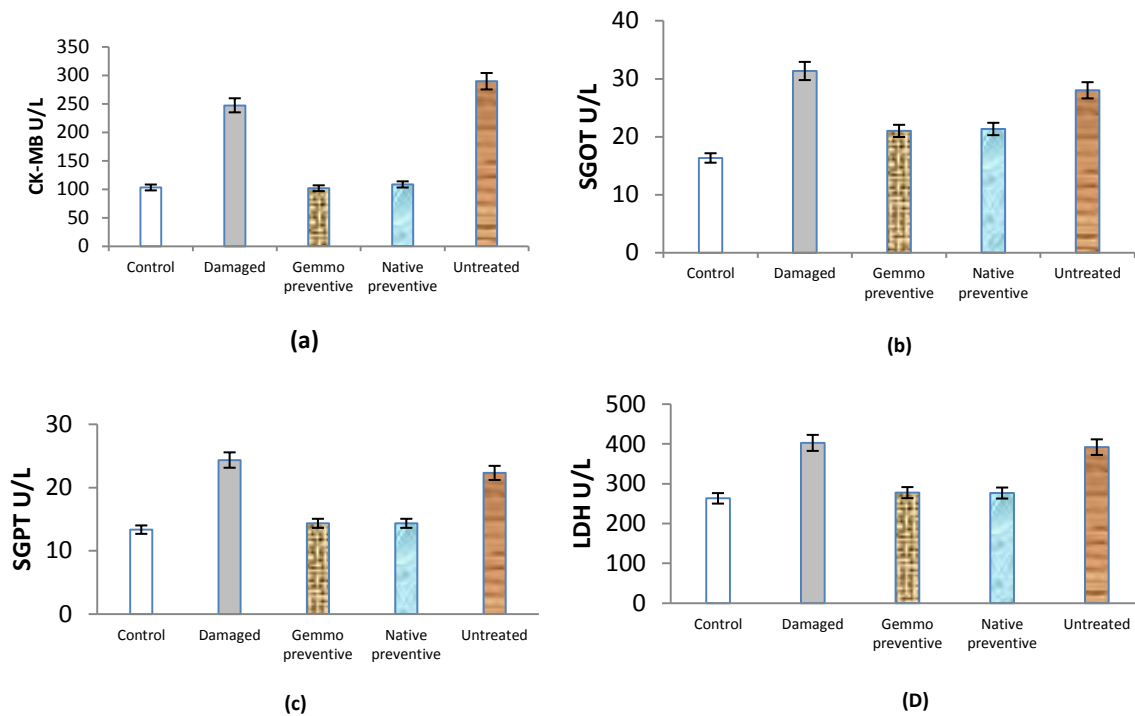 CK-MB U/L
350
300
250
200
150
100
50
0
Control
Damaged
Gemmo
preventive
Native
preventive
Untreated
(a)
SGOT U/L
40
30
20
10
0
Control
Damaged
Gemmo
preventive
Native
preventive
Untreated
(b)
SGPT U/L
30
20
10
0
Control
Damaged
Gemmo
preventive
Native
preventive
Untreated
(c)
LDH U/L
500
400
300
200
100
0
Control
Damaged
Gemmo
preventive
Native
preventive
Untreated
(D)